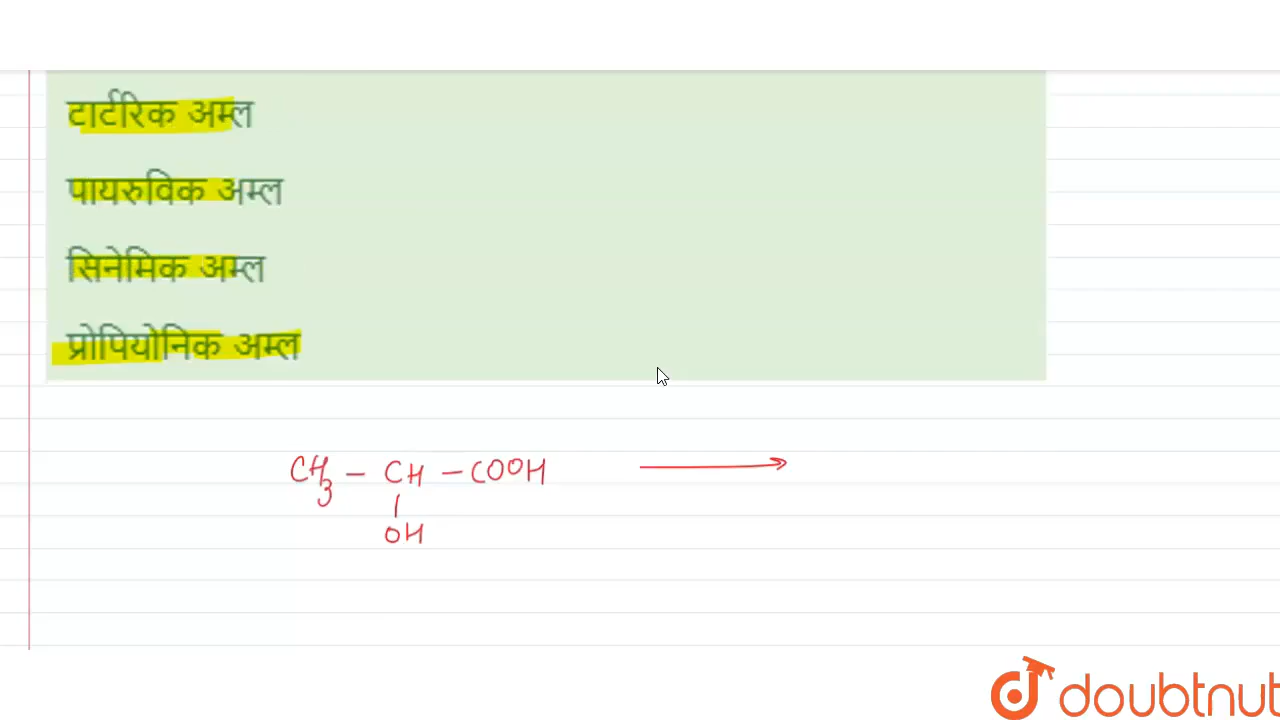 टार्टरिक अम्ल
पायरुविक अम्ल
सिनेमिक अम्ल
प्रोपियोनिक अम्ल
CH3 – CH – COOH
OH
doubtnut